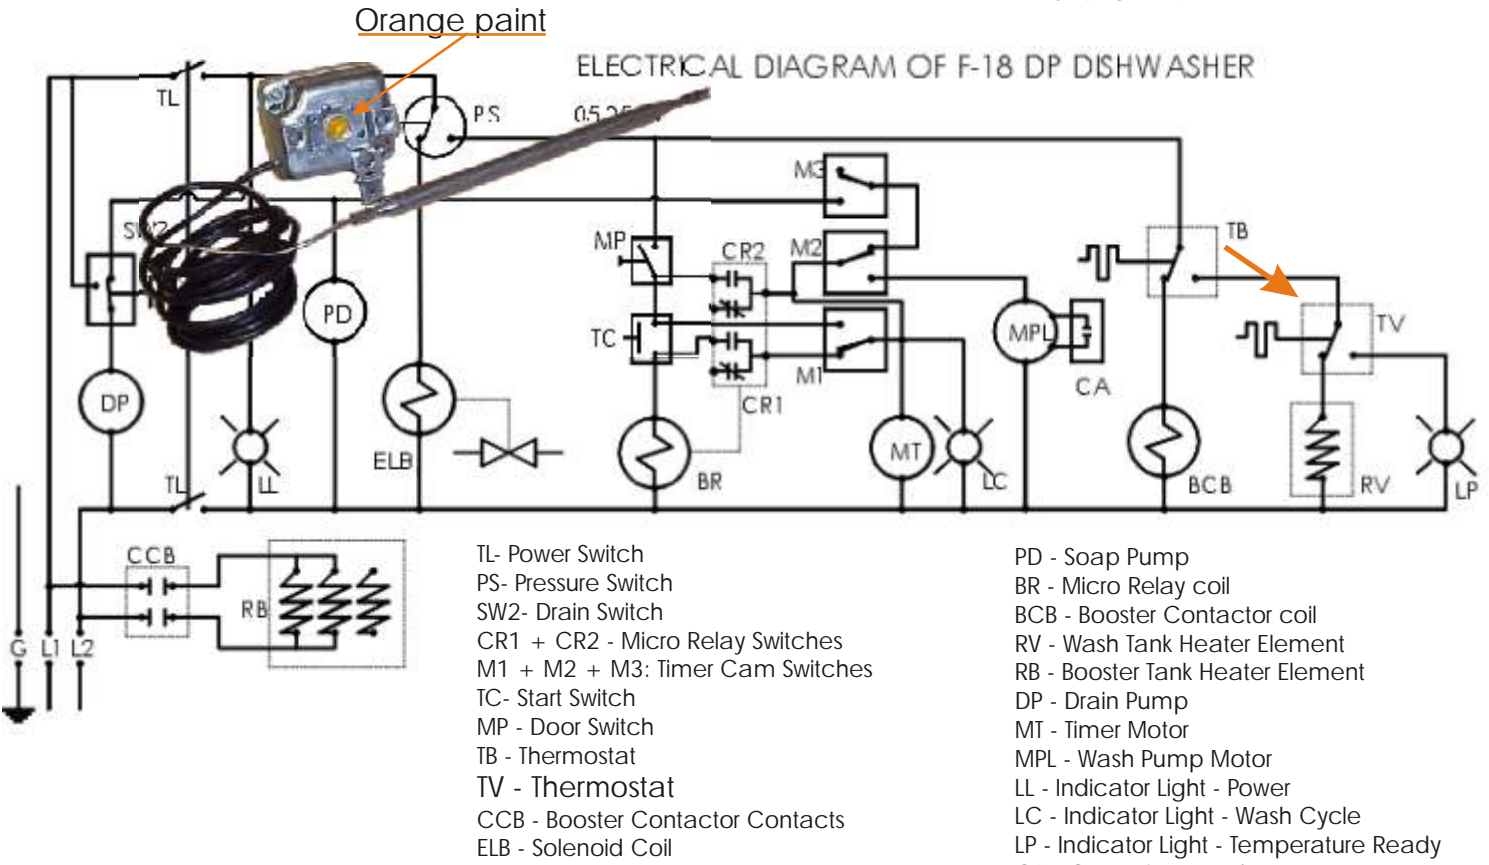 Orange paint
ELECTRICAL DIAGRAM OF F-18 DP DISHWASHER
TL
PS
M3
TB
MP
CR2
M2
PD
TC
MPL
TV
M1
CA
DP
CR1
ELB
MT
TL
LL
BR
LC
BCB
RV
LP
CCB
RB
G L1 L2
TL- Power Switch
PS- Pressure Switch
SW2- Drain Switch
CR1 + CR2 - Micro Relay Switches
M1 + M2 + M3: Timer Cam Switches
TC- Start Switch
MP - Door Switch
TB - Thermostat
TV - Thermostat
CCB - Booster Contactor Contacts
ELB - Solenoid Coil
PD - Soap Pump
BR - Micro Relay coil
BCB - Booster Contactor coil
RV - Wash Tank Heater Element
RB - Booster Tank Heater Element
DP - Drain Pump
MT - Timer Motor
MPL - Wash Pump Motor
LL - Indicator Light - Power
LC - Indicator Light - Wash Cycle
LP - Indicator Light - Temperature Ready